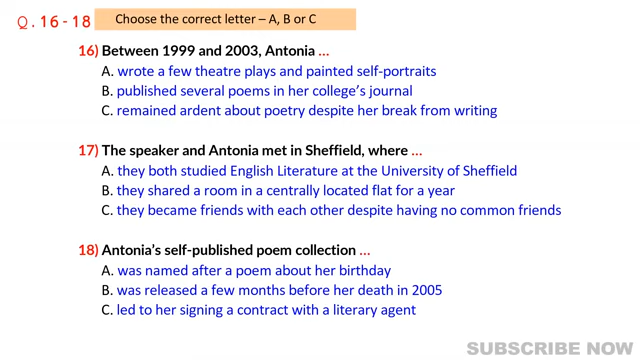 Q.16-18 Choose the correct letter – A, B or C
16) Between 1999 and 2003, Antonia ...
A. wrote a few theatre plays and painted self-portraits
B. published several poems in her college's journal
C. remained ardent about poetry despite her break from writing
17) The speaker and Antonia met in Sheffield, where ...
A. they both studied English Literature at the University of Sheffield
B. they shared a room in a centrally located flat for a year
C. they became friends with each other despite having no common friends
18) Antonia's self-published poem collection ...
A. was named after a poem about her birthday
B. was released a few months before her death in 2005
C. led to her signing a contract with a literary agent
SUBSCRIBE NOW